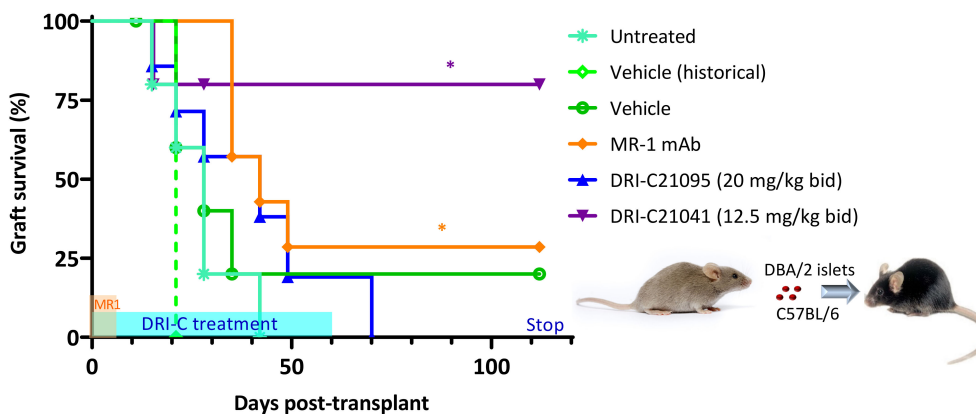 Graft survival (%)
100
75
50
25
0
*
*
MR1
DRI-C treatment
Stop
0
50
100
Days post-transplant
Untreated
Vehicle (historical)
Vehicle
MR-1 mAb
DRI-C21095 (20 mg/kg bid)
DRI-C21041 (12.5 mg/kg bid)
DBA/2 islets
C57BL/6